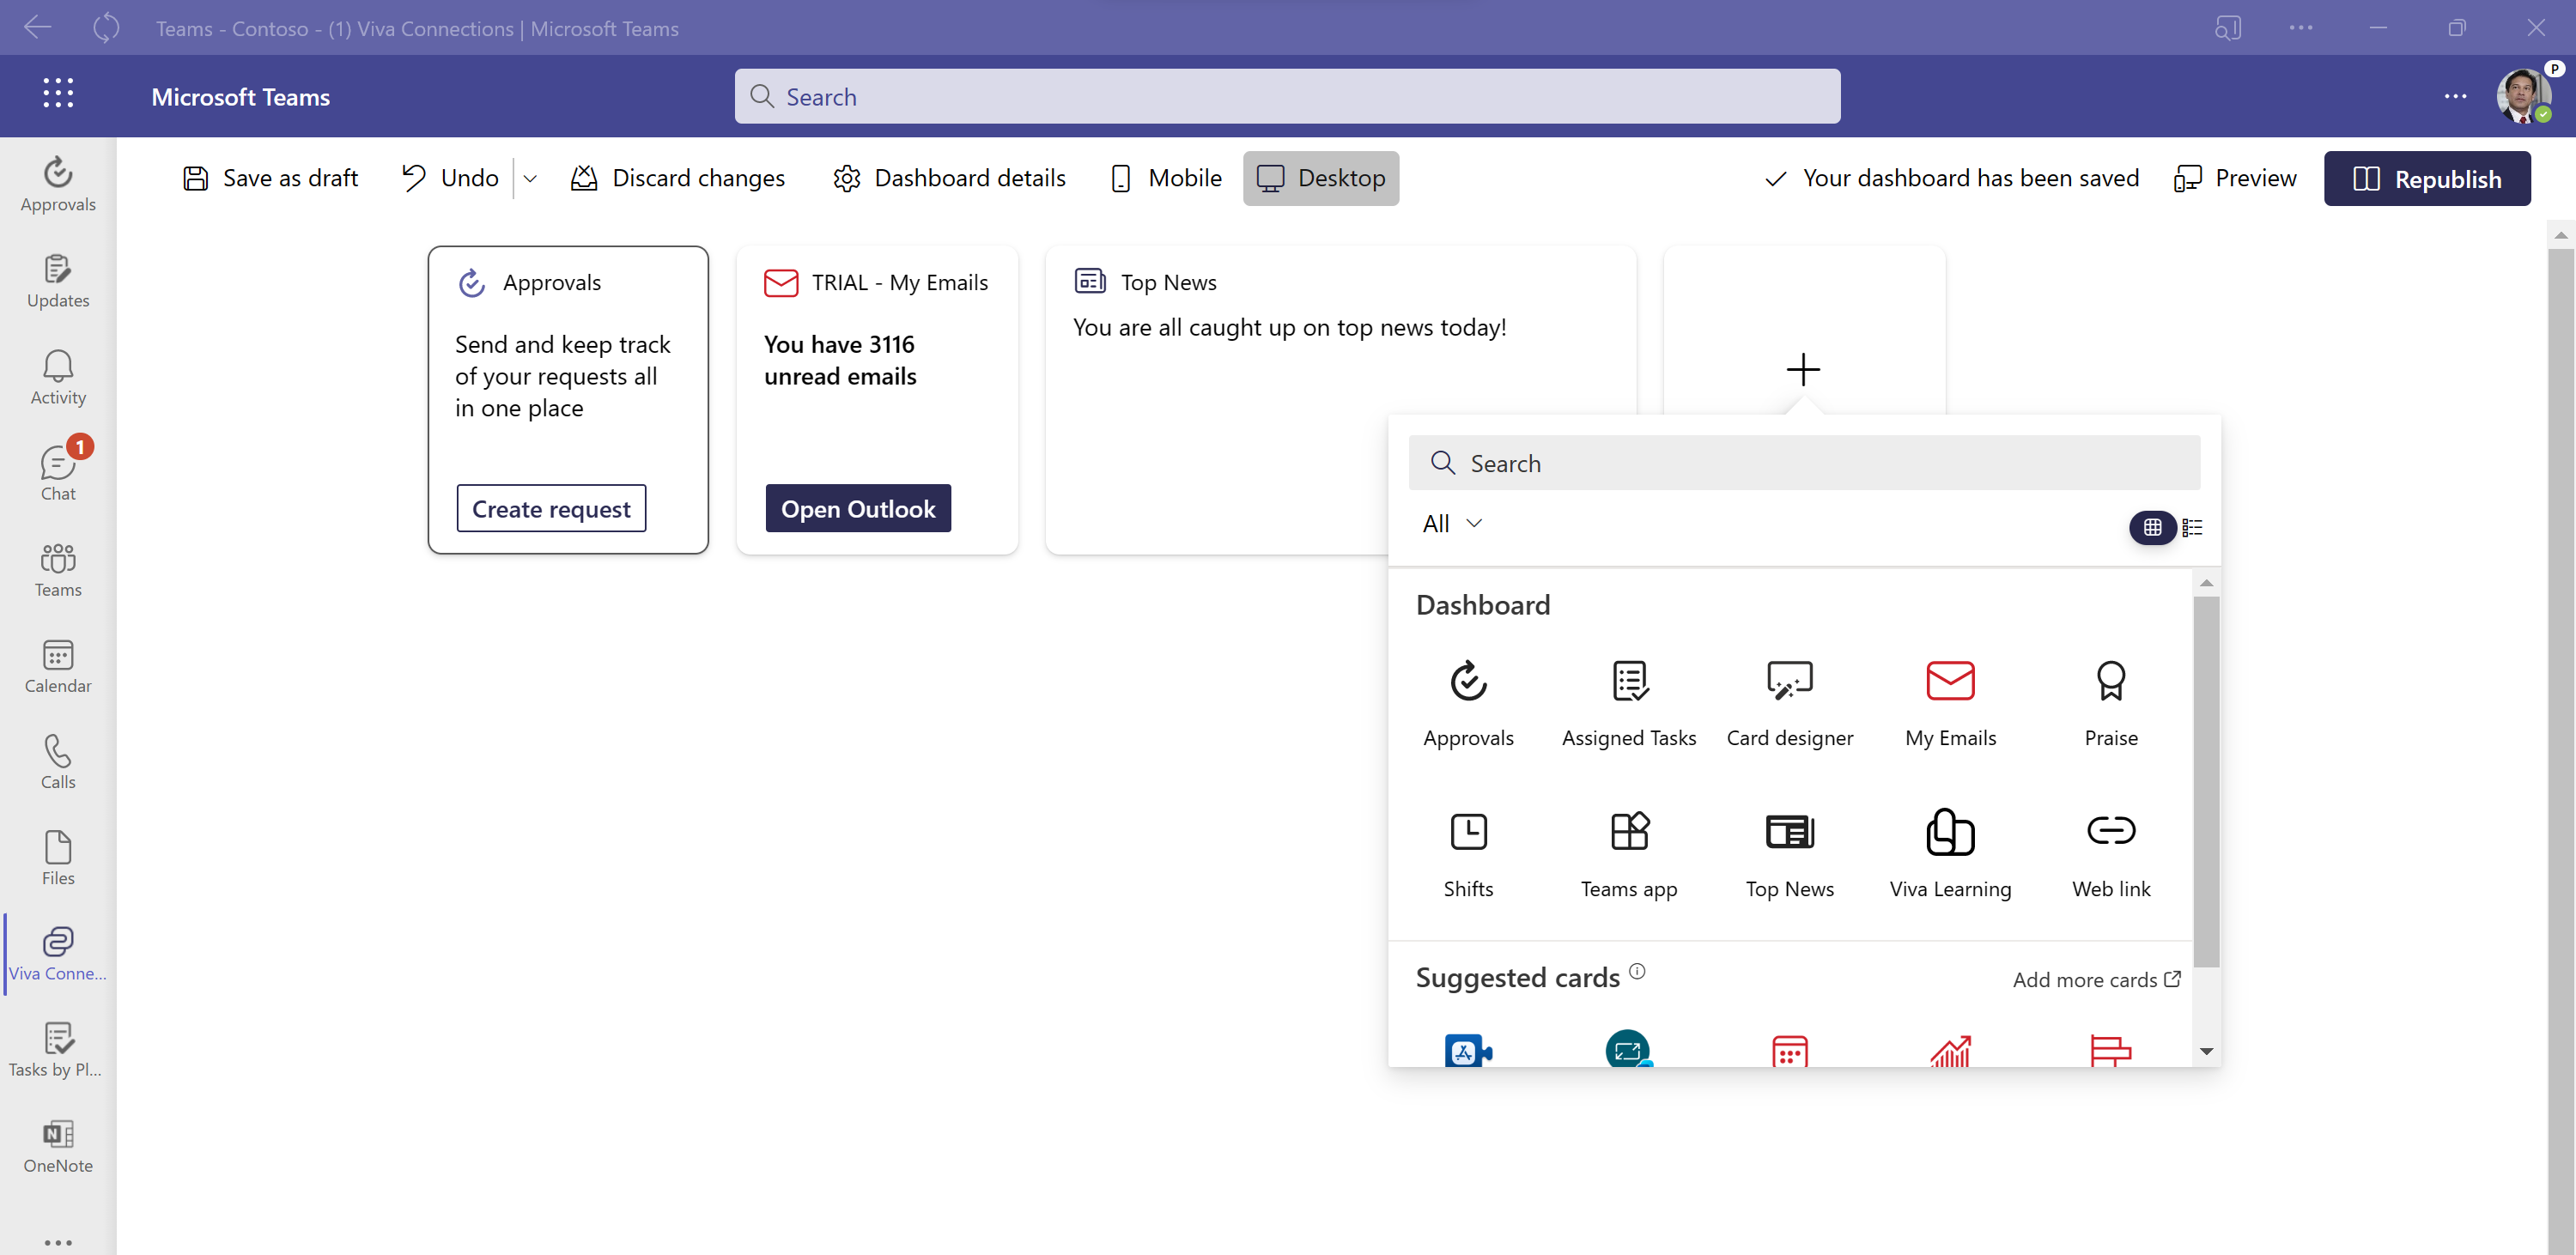 Teams - Contoso - (1) Viva Connections | Microsoft Teams
Microsoft Teams
Search
P
Approvals
Updates
Activity
1
Chat
Teams
Calendar
Calls
Files
Viva Conne...
Tasks by Pl...
OneNote
Save as draft
Undo
Discard changes
Dashboard details
Mobile
Desktop
Your dashboard has been saved
Preview
Republish
Approvals
Send and keep track
of your requests all
in one place
Create request
TRIAL - My Emails
You have 3116
unread emails
Open Outlook
Top News
You are all caught up on top news today!
Search
All
Dashboard
Approvals
Assigned Tasks
Card designer
My Emails
Praise
Shifts
Teams app
Top News
Viva Learning
Web link
Suggested cards
Add more cards